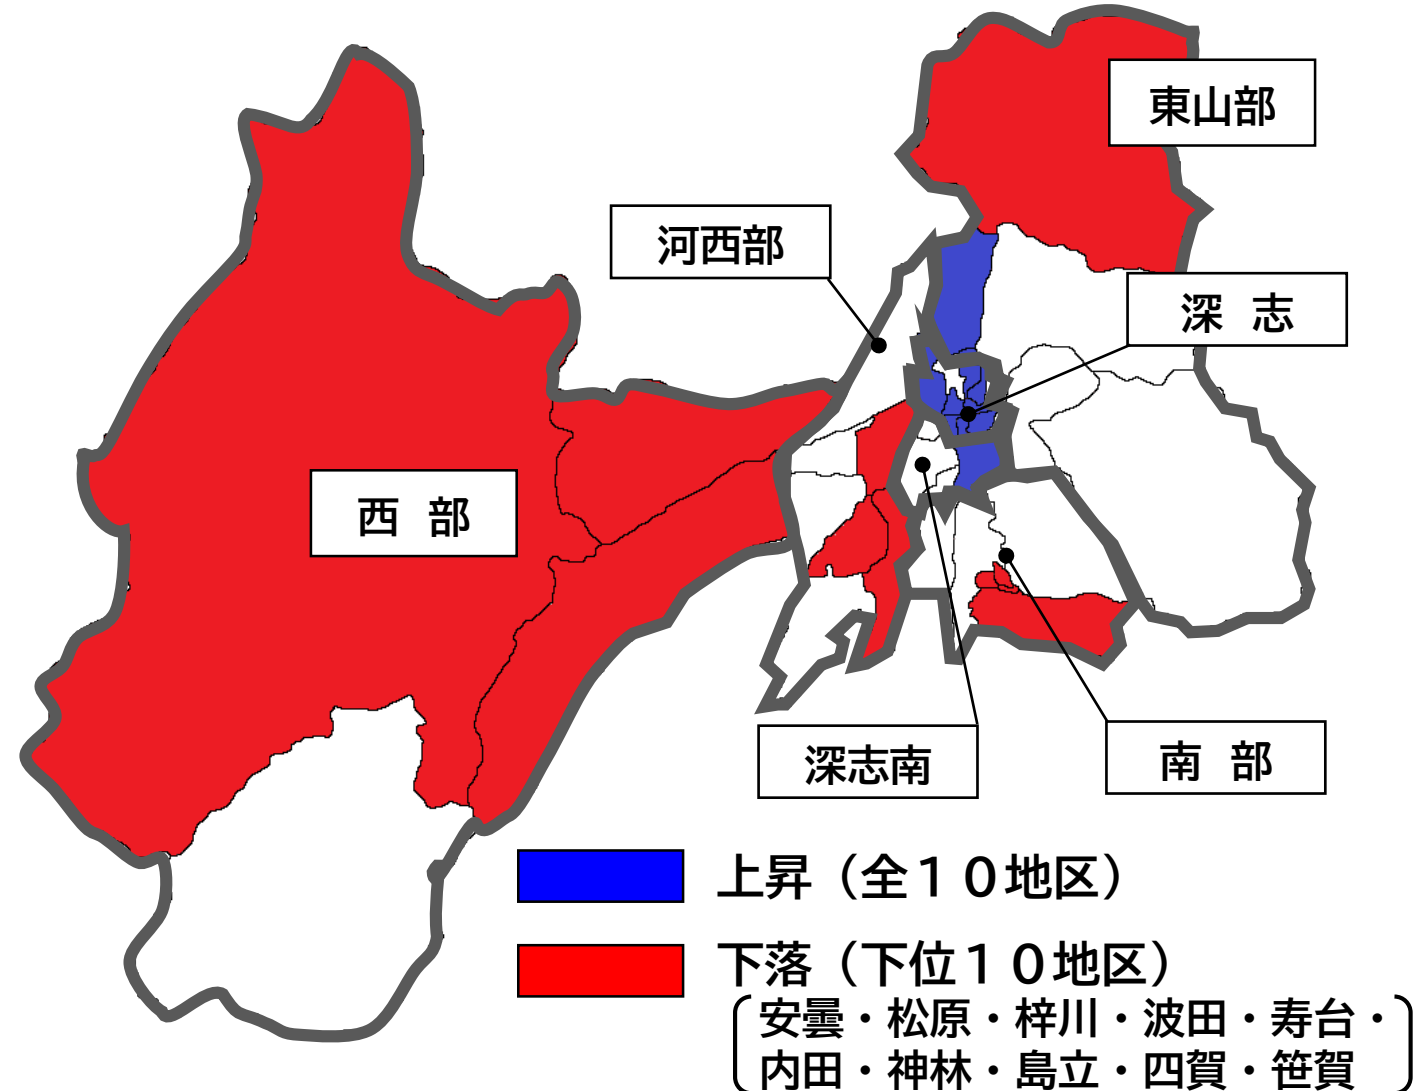 東山部
河西部
深 志
西 部
深志南
南 部
上昇（全１０地区）
下落（下位１０地区）
安曇・松原・梓川・波田・寿台・
内田・神林・島立・四賀・笹賀